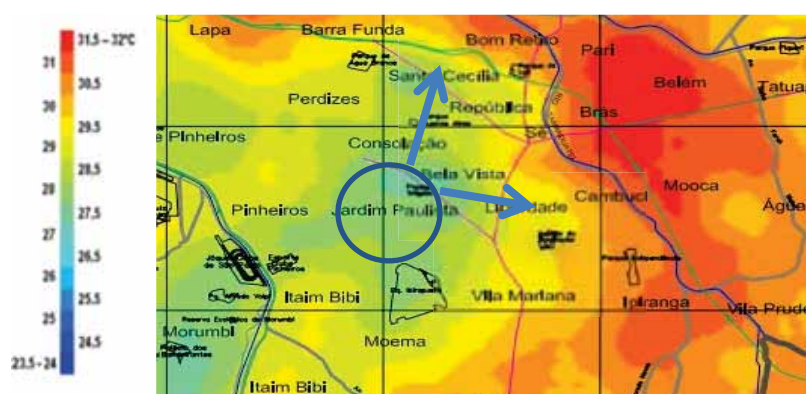 31,5 – 32°C
31
30.5
30
29.5
29
28.5
28
27.5
27
26.5
26
25.5
25
24,5
23.5 - 24
Lapa
Barra Funda
Bom Retiro
Pari
Belém
Tatua
Santa Cecília
Perdizes
República
Brás
Sé
Consolação
Pinheiros
Bela Vista
Mooca
Cambuci
Pinheiros
Jardim Paulista
Liberdade
Água
Itaim Bibi
Vila Mariana
Ipiranga
Vila Prude
Morumbi
Moema
Itaim Bibi